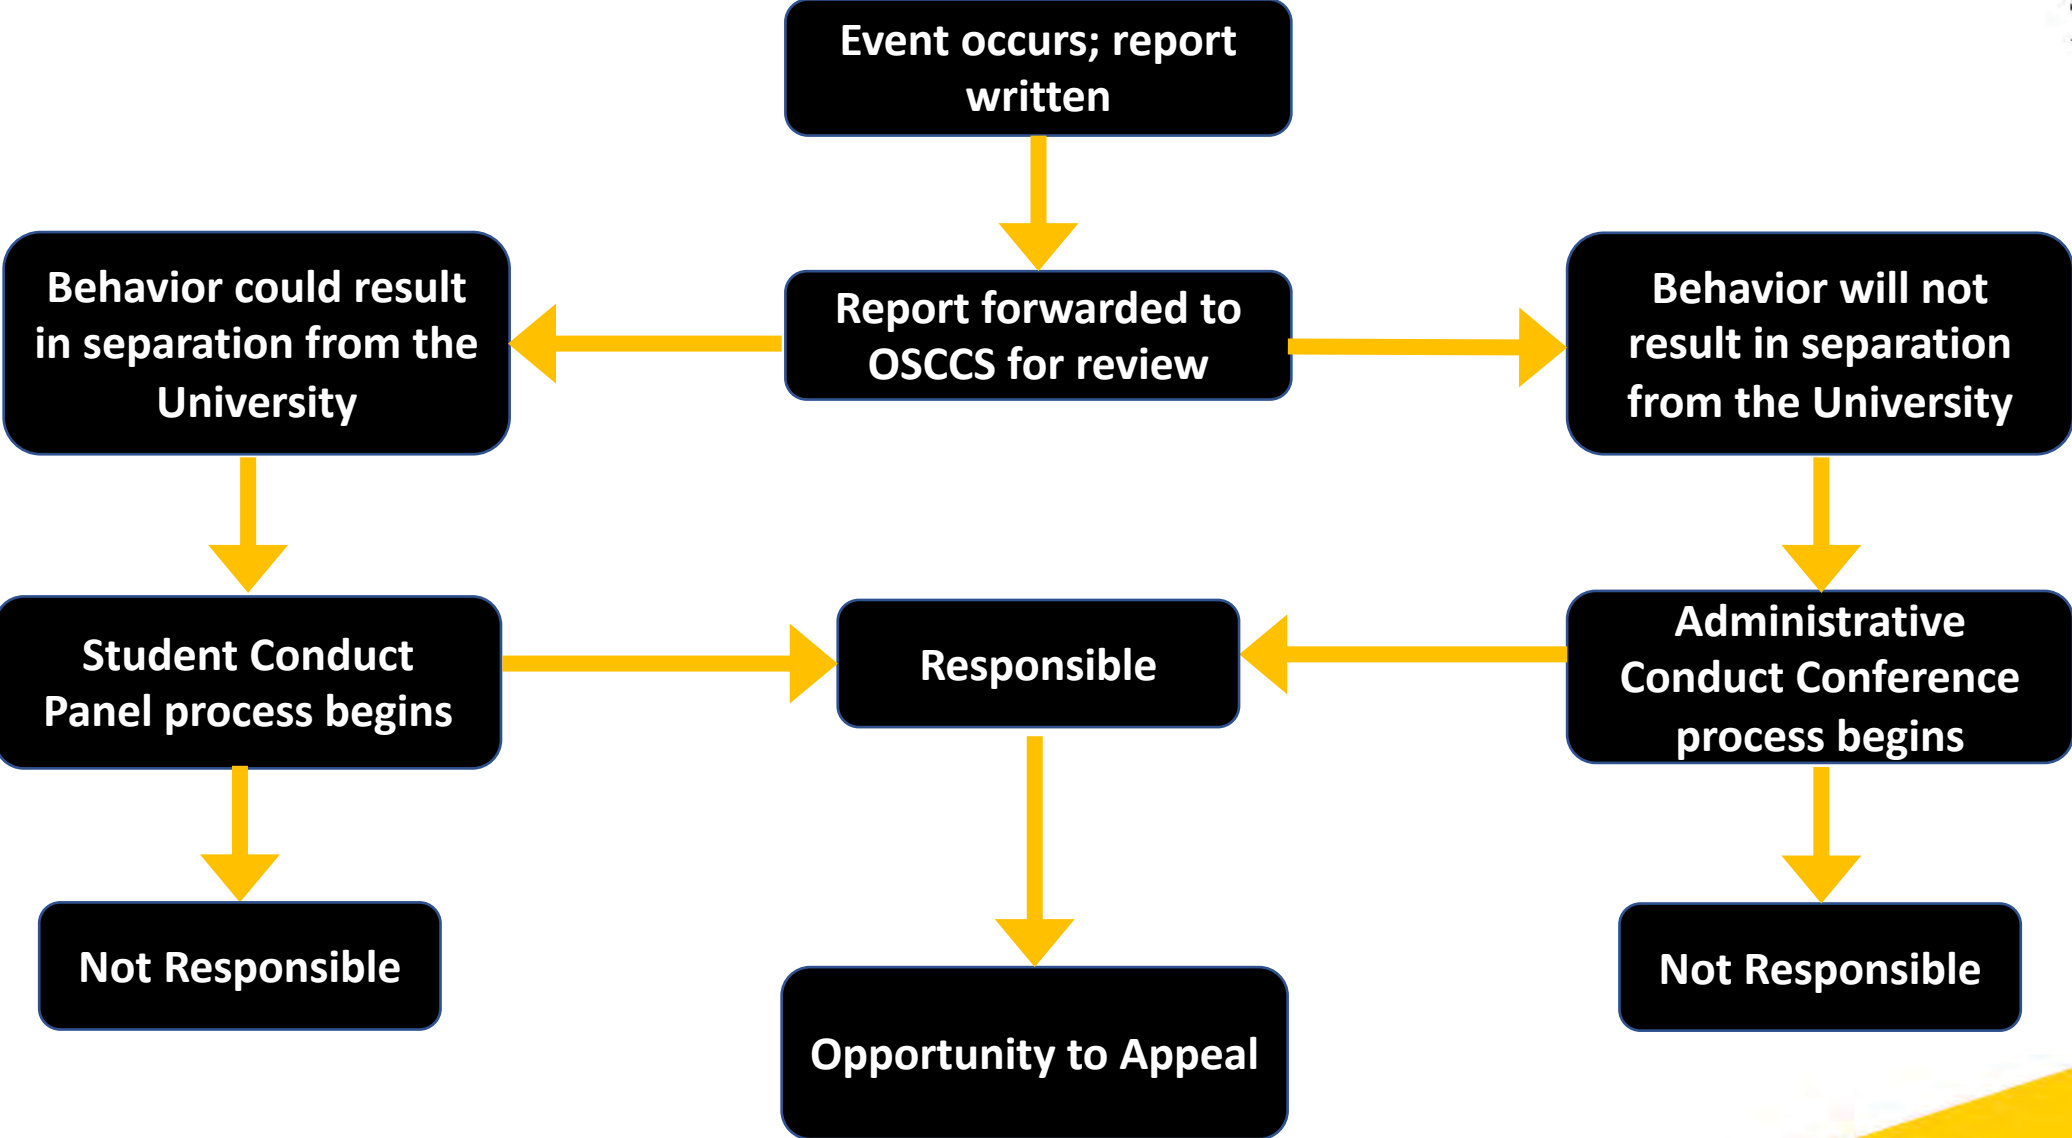 Event occurs; report
written
Behavior could result
in separation from the
University
Report forwarded to
OSCCS for review
Behavior will not
result in separation
from the University
Student Conduct
Panel process begins
Responsible
Administrative
Conduct Conference
process begins
Not Responsible
Opportunity to Appeal
Not Responsible